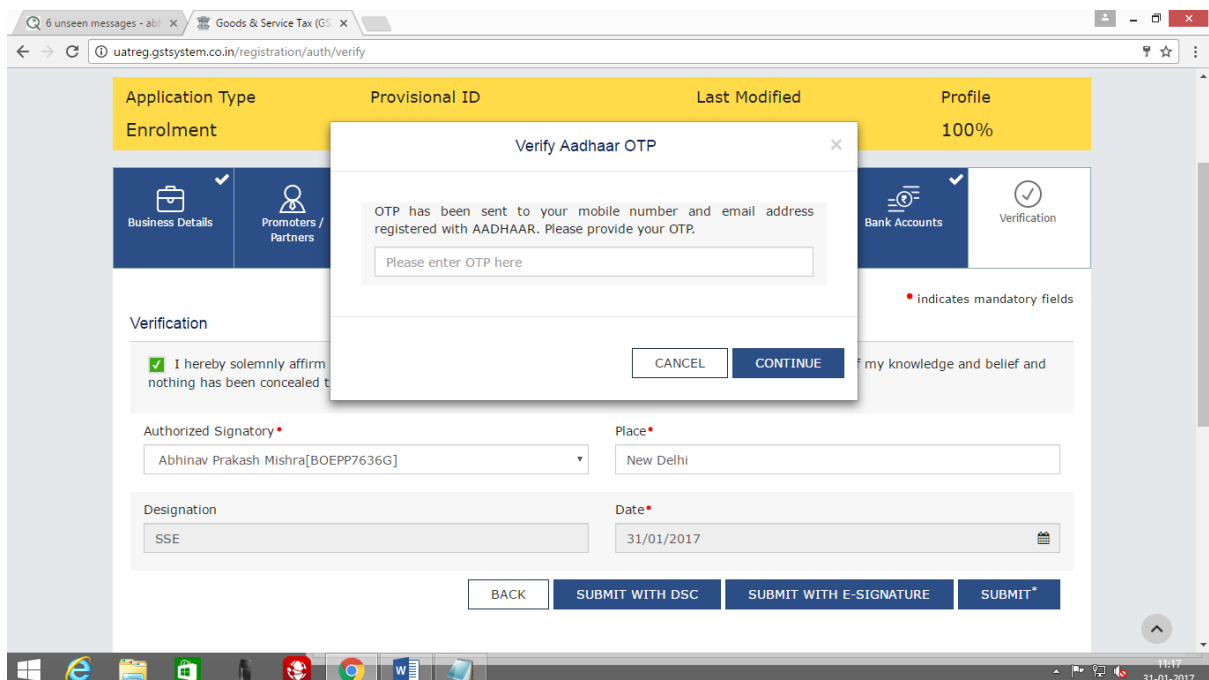 6 unseen messages - abl
Goods & Service Tax (GS
uatreg.gstsystem.co.in/registration/auth/verify
Application Type Provisional ID Last Modified Profile
Enrolment 100%
Verify Aadhaar OTP
OTP has been sent to your mobile number and email address
registered with AADHAAR. Please provide your OTP.
Please enter OTP here
CANCEL CONTINUE
Business Details
Promoters /
Partners
Bank Accounts
Verification
• indicates mandatory fields
Verification
I hereby solemnly affirm my knowledge and belief and
nothing has been concealed
Authorized Signatory• Place•
Abhinav Prakash Mishra[BOEPP7636G] New Delhi
Designation Date•
SSE 31/01/2017
BACK SUBMIT WITH DSC SUBMIT WITH E-SIGNATURE SUBMIT*
11:17
31-01-2017